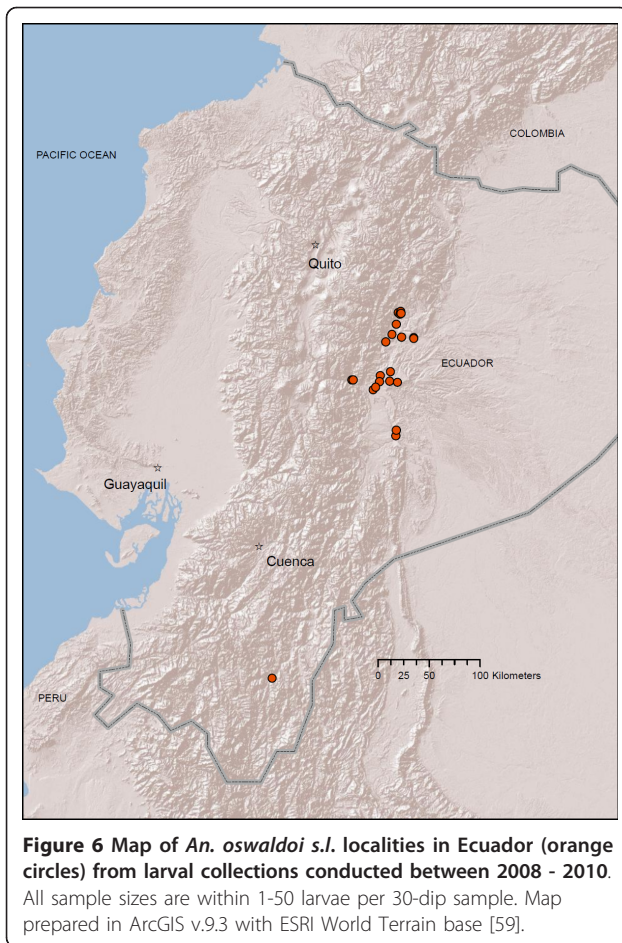 COLOMBIA
PACIFIC OCEAN
Quito
ECUADOR
Guayaquil
Cuenca
PERU
0 25 50 100 Kilometers
Figure 6 Map of An. oswaldoi s.l. localities in Ecuador (orange
circles) from larval collections conducted between 2008 - 2010.
All sample sizes are within 1-50 larvae per 30-dip sample. Map
prepared in ArcGIS v.9.3 with ESRI World Terrain base [59].